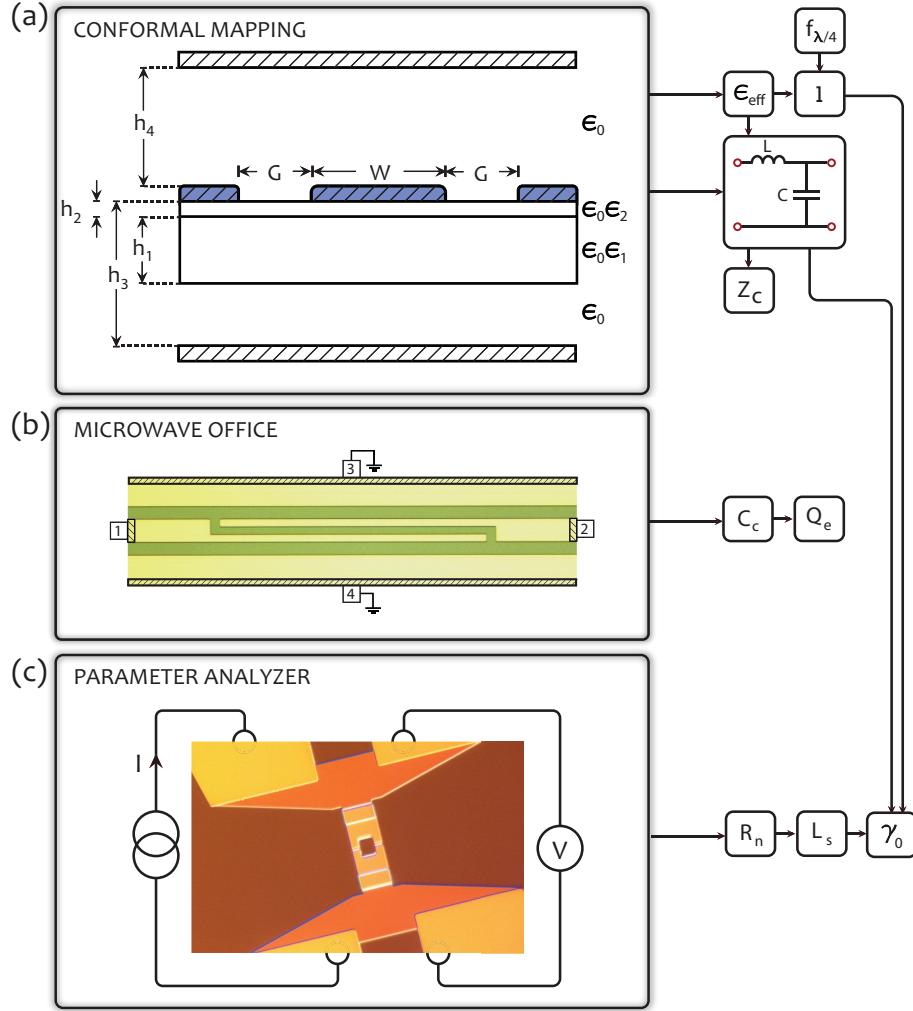 (a)
CONFORMAL MAPPING
h4
G
W
G
h2
h1
h3
ϵ0
ϵ0ϵ2
ϵ0ϵ1
ϵ0
fλ/4
ϵeff
l
L
C
ZC
(b)
MICROWAVE OFFICE
3
1
2
4
Cc
Qe
(c)
PARAMETER ANALYZER
I
V
Rn
Ls
γ0